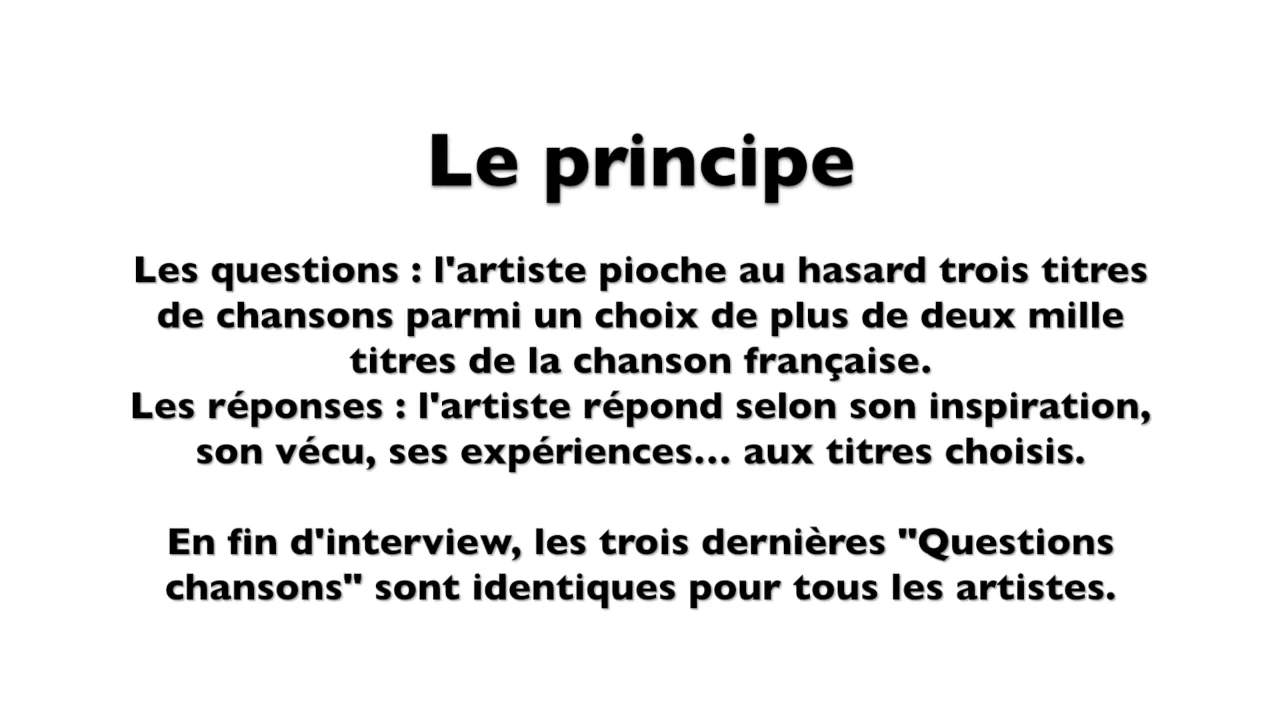 Le principe
Les questions : l'artiste pioche au hasard trois titres
de chansons parmi un choix de plus de deux mille
titres de la chanson française.
Les réponses : l'artiste répond selon son inspiration,
son vécu, ses expériences… aux titres choisis.
En fin d'interview, les trois dernières "Questions
chansons" sont identiques pour tous les artistes.